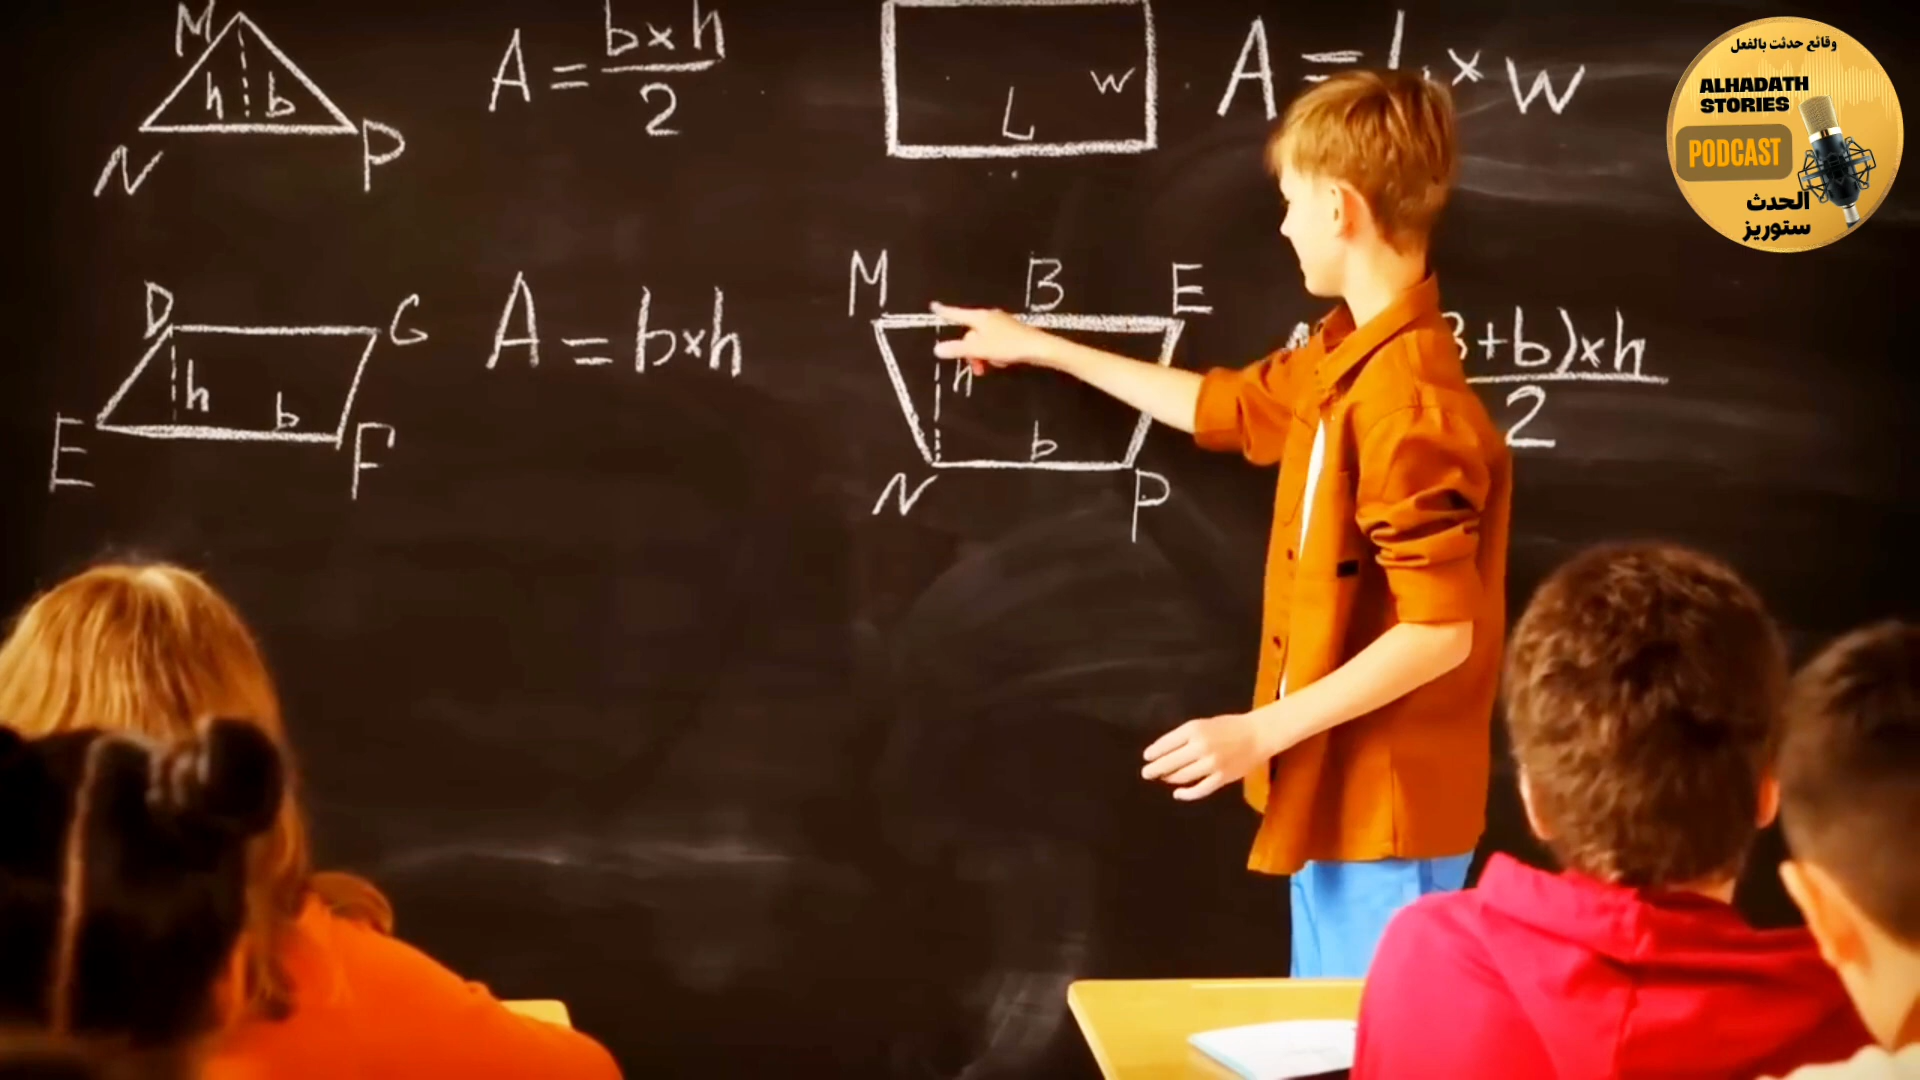 M
h b
N P
A = b×h
2
L w
A = L × w
D G
h b
E F
A = b×h
M B E
h
b
N P
+b)×h
2
وقائع حدثت بالفعل
ALHADATH
STORIES
PODCAST
الحدث
ستوريز